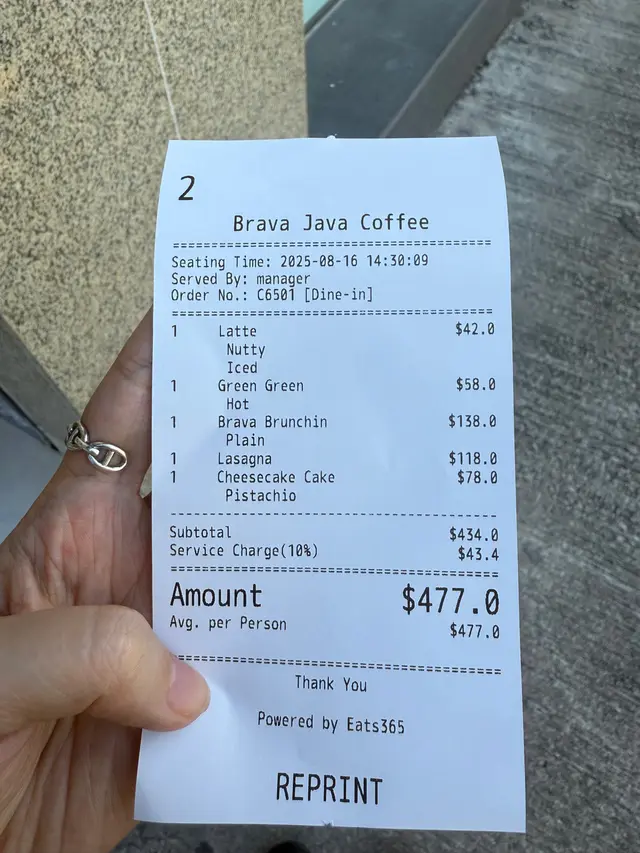 2
Brava Java Coffee
Seating Time: 2025-08-16 14:30:09
Served By: manager
Order No.: C6501 [Dine-in]
1 Latte $42.0
Nutty
Iced
1 Green Green $58.0
Hot
1 Brava Brunchin $138.0
Plain
1 Lasagna $118.0
1 Cheesecake Cake $78.0
Pistachio
Subtotal $434.0
Service Charge(10%) $43.4
Amount $477.0
Avg. per Person $477.0
Thank You
Powered by Eats365
REPRINT